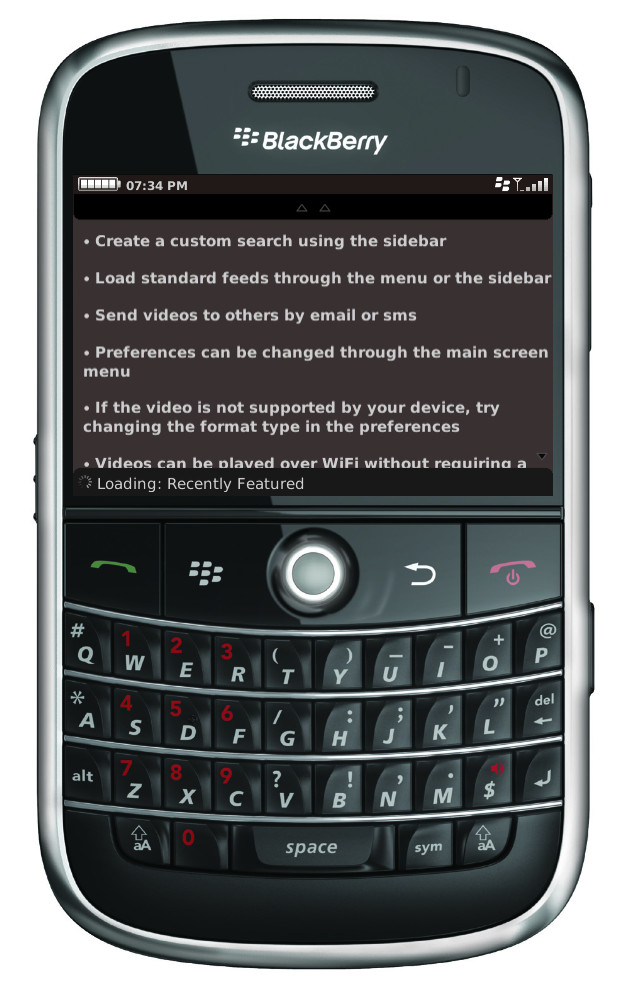 BlackBerry
07:34 PM
• Create a custom search using the sidebar
• Load standard feeds through the menu or the sidebar
• Send videos to others by email or sms
• Preferences can be changed through the main screen
menu
• If the video is not supported by your device, try
changing the format type in the preferences
• Videos can be played over WiFi without requiring a
Loading: Recently Featured
# 1 2 3 ( ) _ - + @
Q W E R T Y U I O P
* 4 5 6 / : ; ' " del
A S D F G H J K L
alt 7 8 9 ? ! , .
Z X C V B N M $
aA 0 space sym aA